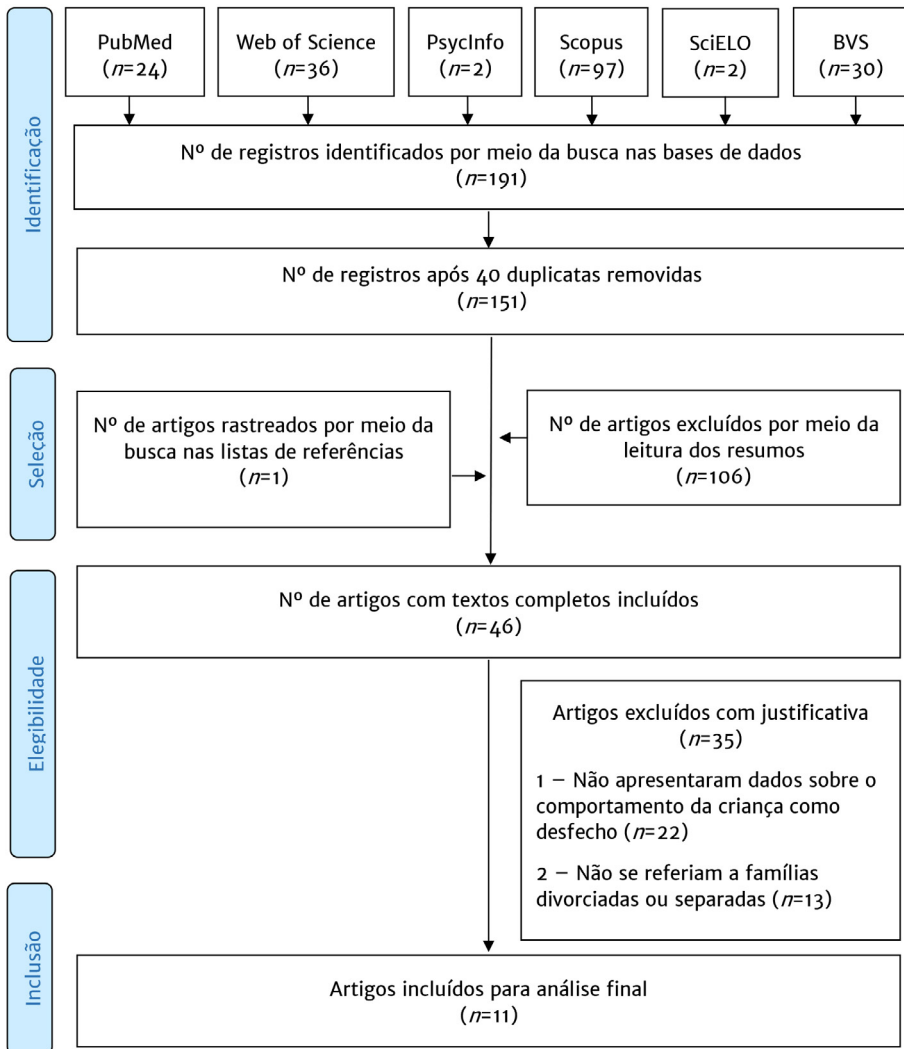 Identificação
PubMed
(n=24)
Web of Science
(n=36)
PsycInfo
(n=2)
Scopus
(n=97)
SciELO
(n=2)
BVS
(n=30)
Nº de registros identificados por meio da busca nas bases de dados
(n=191)
Nº de registros após 40 duplicatas removidas
(n=151)
Seleção
Nº de artigos rastreados por meio da
busca nas listas de referências
(n=1)
Nº de artigos excluídos por meio da
leitura dos resumos
(n=106)
Elegibilidade
Nº de artigos com textos completos incluídos
(n=46)
Artigos excluídos com justificativa
(n=35)
1 – Não apresentaram dados sobre o
comportamento da criança como
desfecho (n=22)
2 – Não se referiam a famílias
divorciadas ou separadas (n=13)
Inclusão
Artigos incluídos para análise final
(n=11)